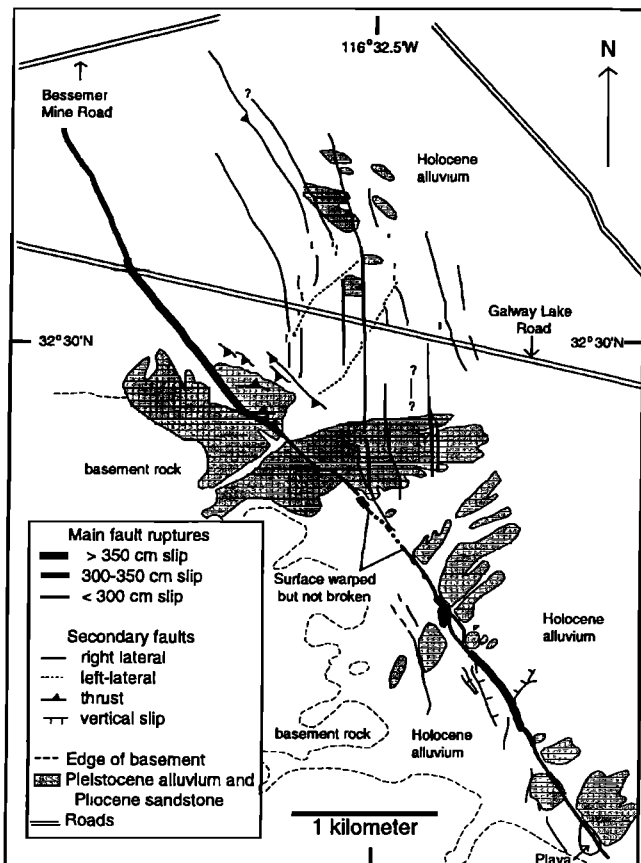 116°32.5'W
N
Bessemer
Mine Road
?
Holocene
alluvium
Galway Lake
Road
32°30'N
32°30'N
?
?
basement rock
Surface warped
but not broken
Holocene
alluvium
basement rock
Holocene
alluvium
1 kilometer
Playa
Main fault ruptures
> 350 cm slip
300-350 cm slip
< 300 cm slip
Secondary faults
right lateral
left-lateral
thrust
vertical slip
Edge of basement
Pleistocene alluvium and
Pliocene sandstone
Roads